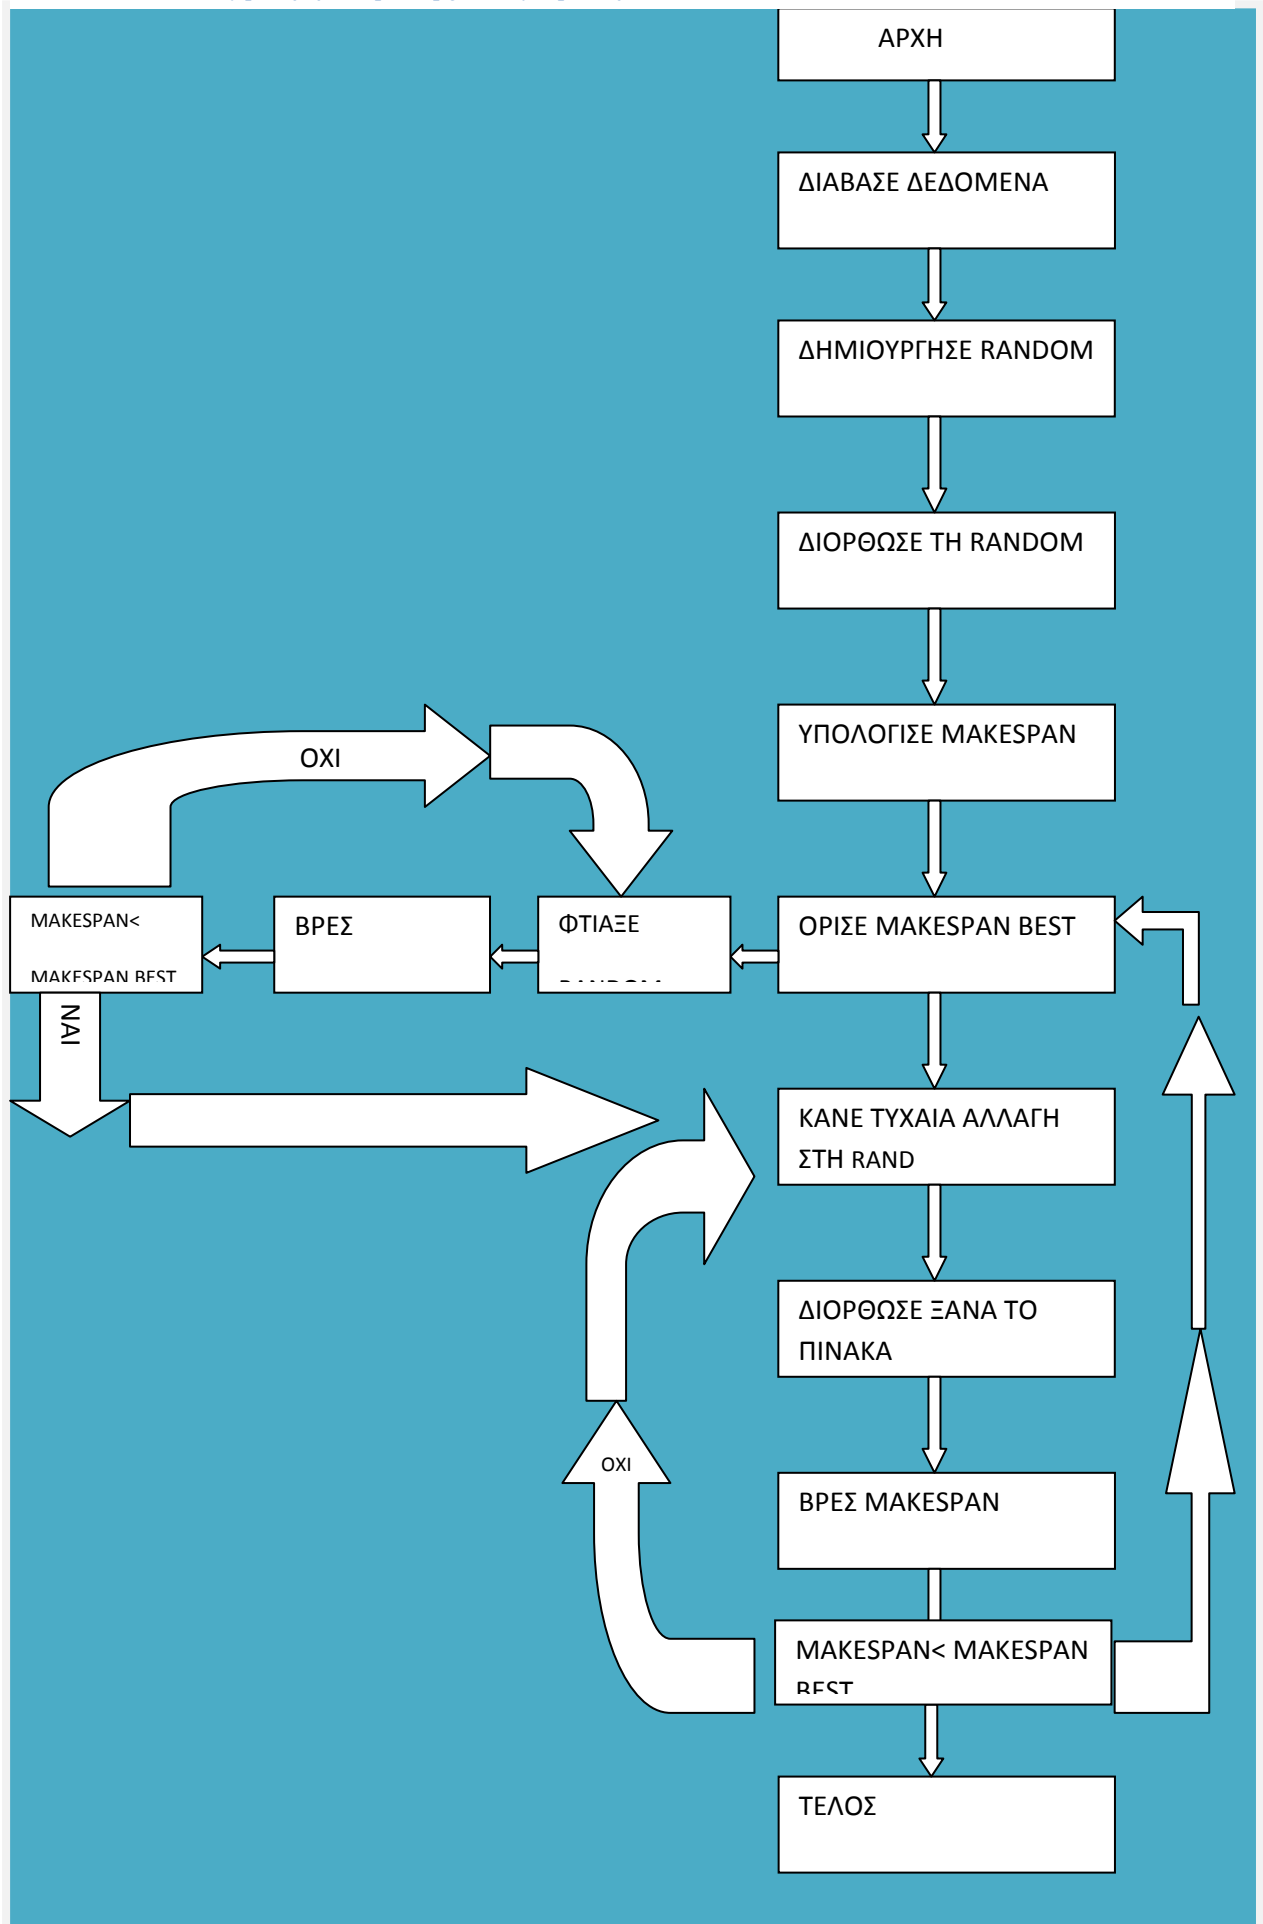 ΑΡΧΗ
ΔΙΑΒΑΣΕ ΔΕΔΟΜΕΝΑ
ΔΗΜΙΟΥΡΓΗΣΕ RANDOM
ΔΙΟΡΘΩΣΕ ΤΗ RANDOM
ΥΠΟΛΟΓΙΣΕ MAKESPAN
ΟΧΙ
MAKESPAN<
MAKESPAN BEST
ΒΡΕΣ
ΦΤΙΑΞΕ
RANDOM
ΟΡΙΣΕ MAKESPAN BEST
ΝΑΙ
ΚΑΝΕ ΤΥΧΑΙΑ ΑΛΛΑΓΗ
ΣΤΗ RAND
ΔΙΟΡΘΩΣΕ ΞΑΝΑ ΤΟ
ΠΙΝΑΚΑ
ΟΧΙ
ΒΡΕΣ MAKESPAN
MAKESPAN< MAKESPAN
BEST
ΤΕΛΟΣ